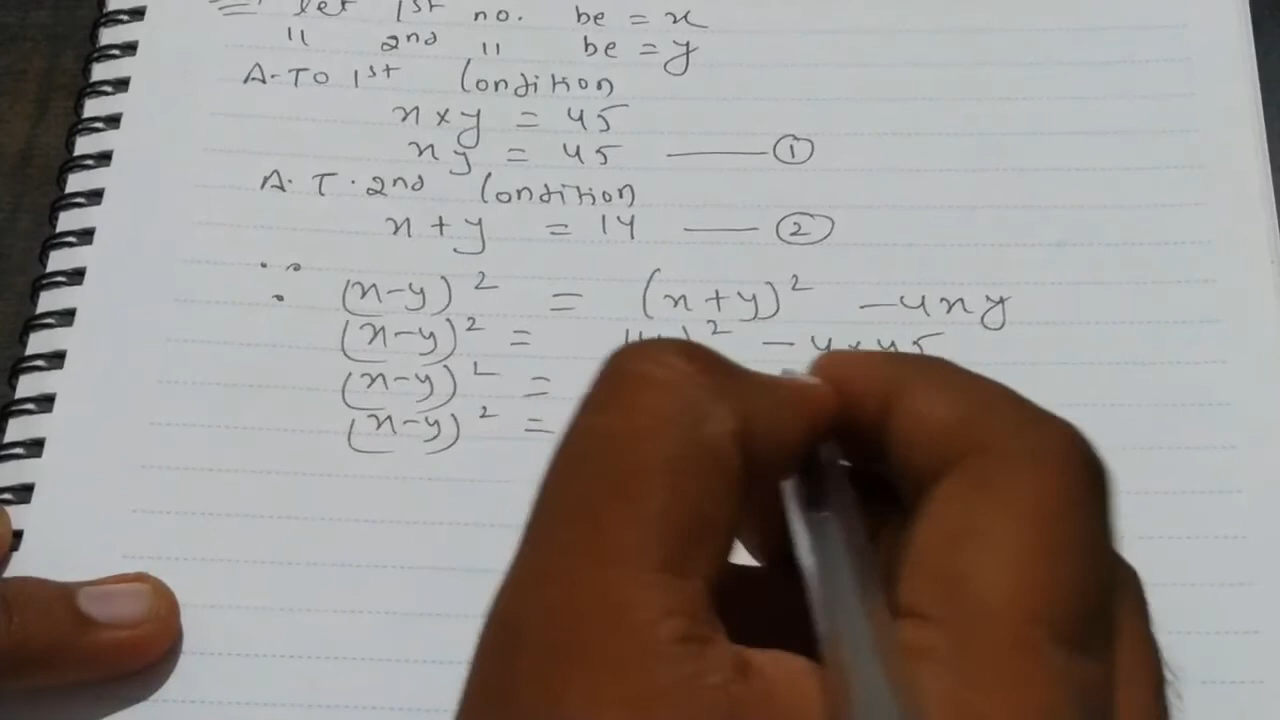 = let 1st no. be = x
" 2nd " be = y
A.To 1st Condition
x × y = 45
xy = 45 —— ①
A. T. 2nd Condition
x + y = 14 —— ②
∵ (x-y)² = (x+y)² -4xy
(x-y)² = ² - 4×45
(x-y)² =
(x-y)² =